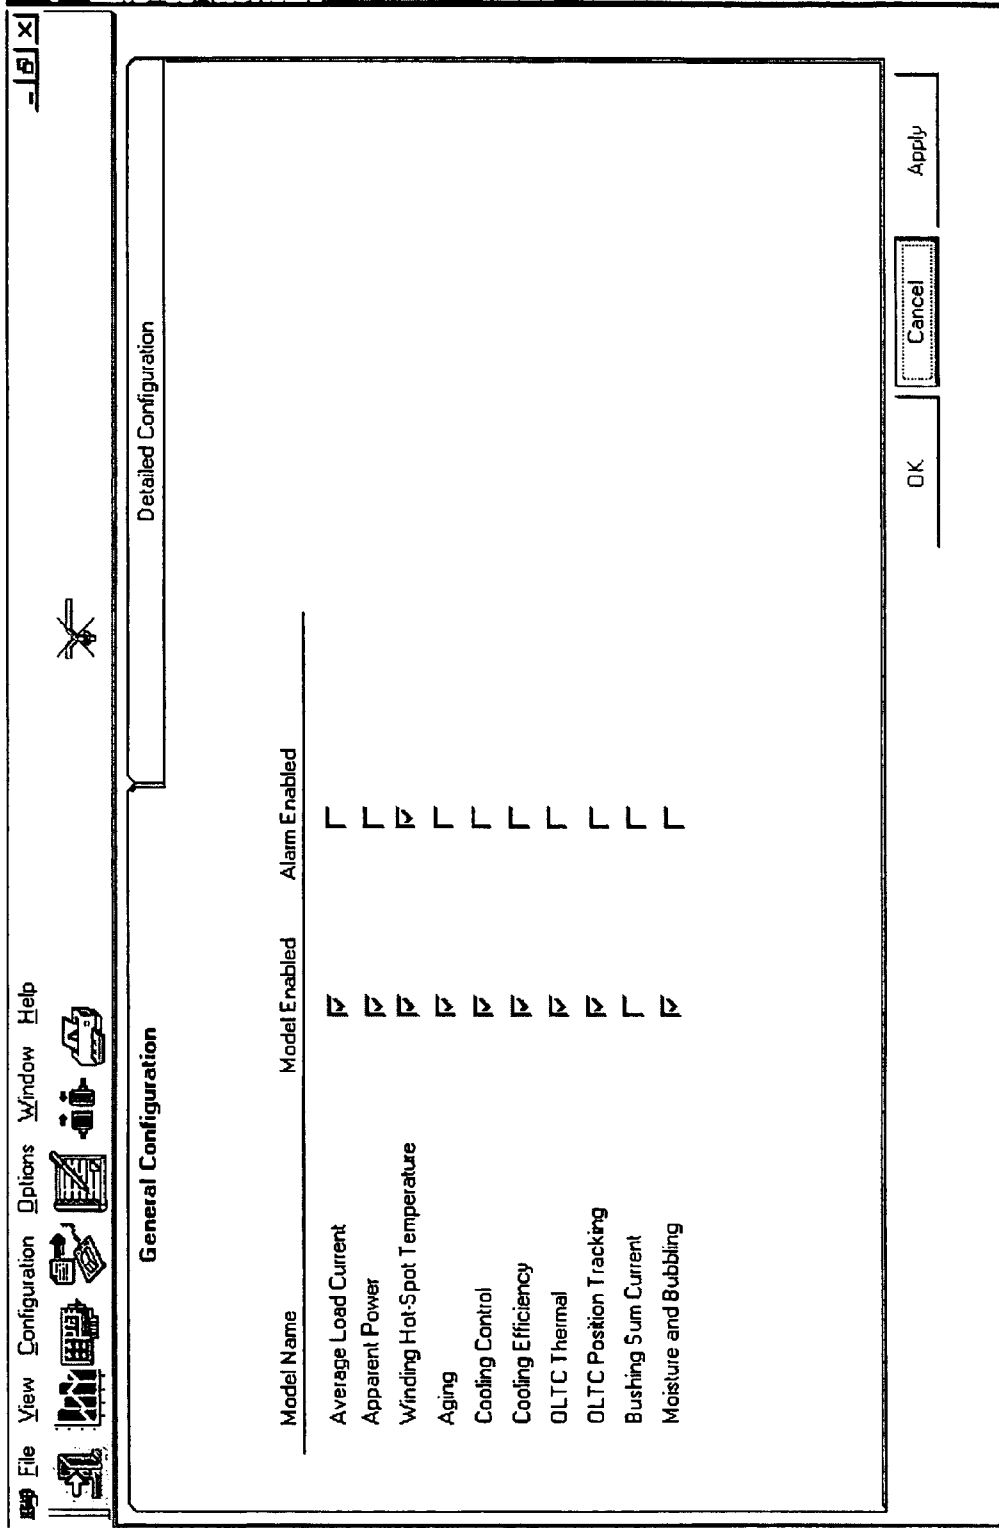 File View Configuration Options Window Help
General Configuration Detailed Configuration
Model Name Model Enabled Alarm Enabled
Average Load Current
Apparent Power
Winding Hot-Spot Temperature
Aging
Cooling Control
Cooling Efficiency
OLTC Thermal
OLTC Position Tracking
Bushing Sum Current
Moisture and Bubbling
OK Cancel Apply